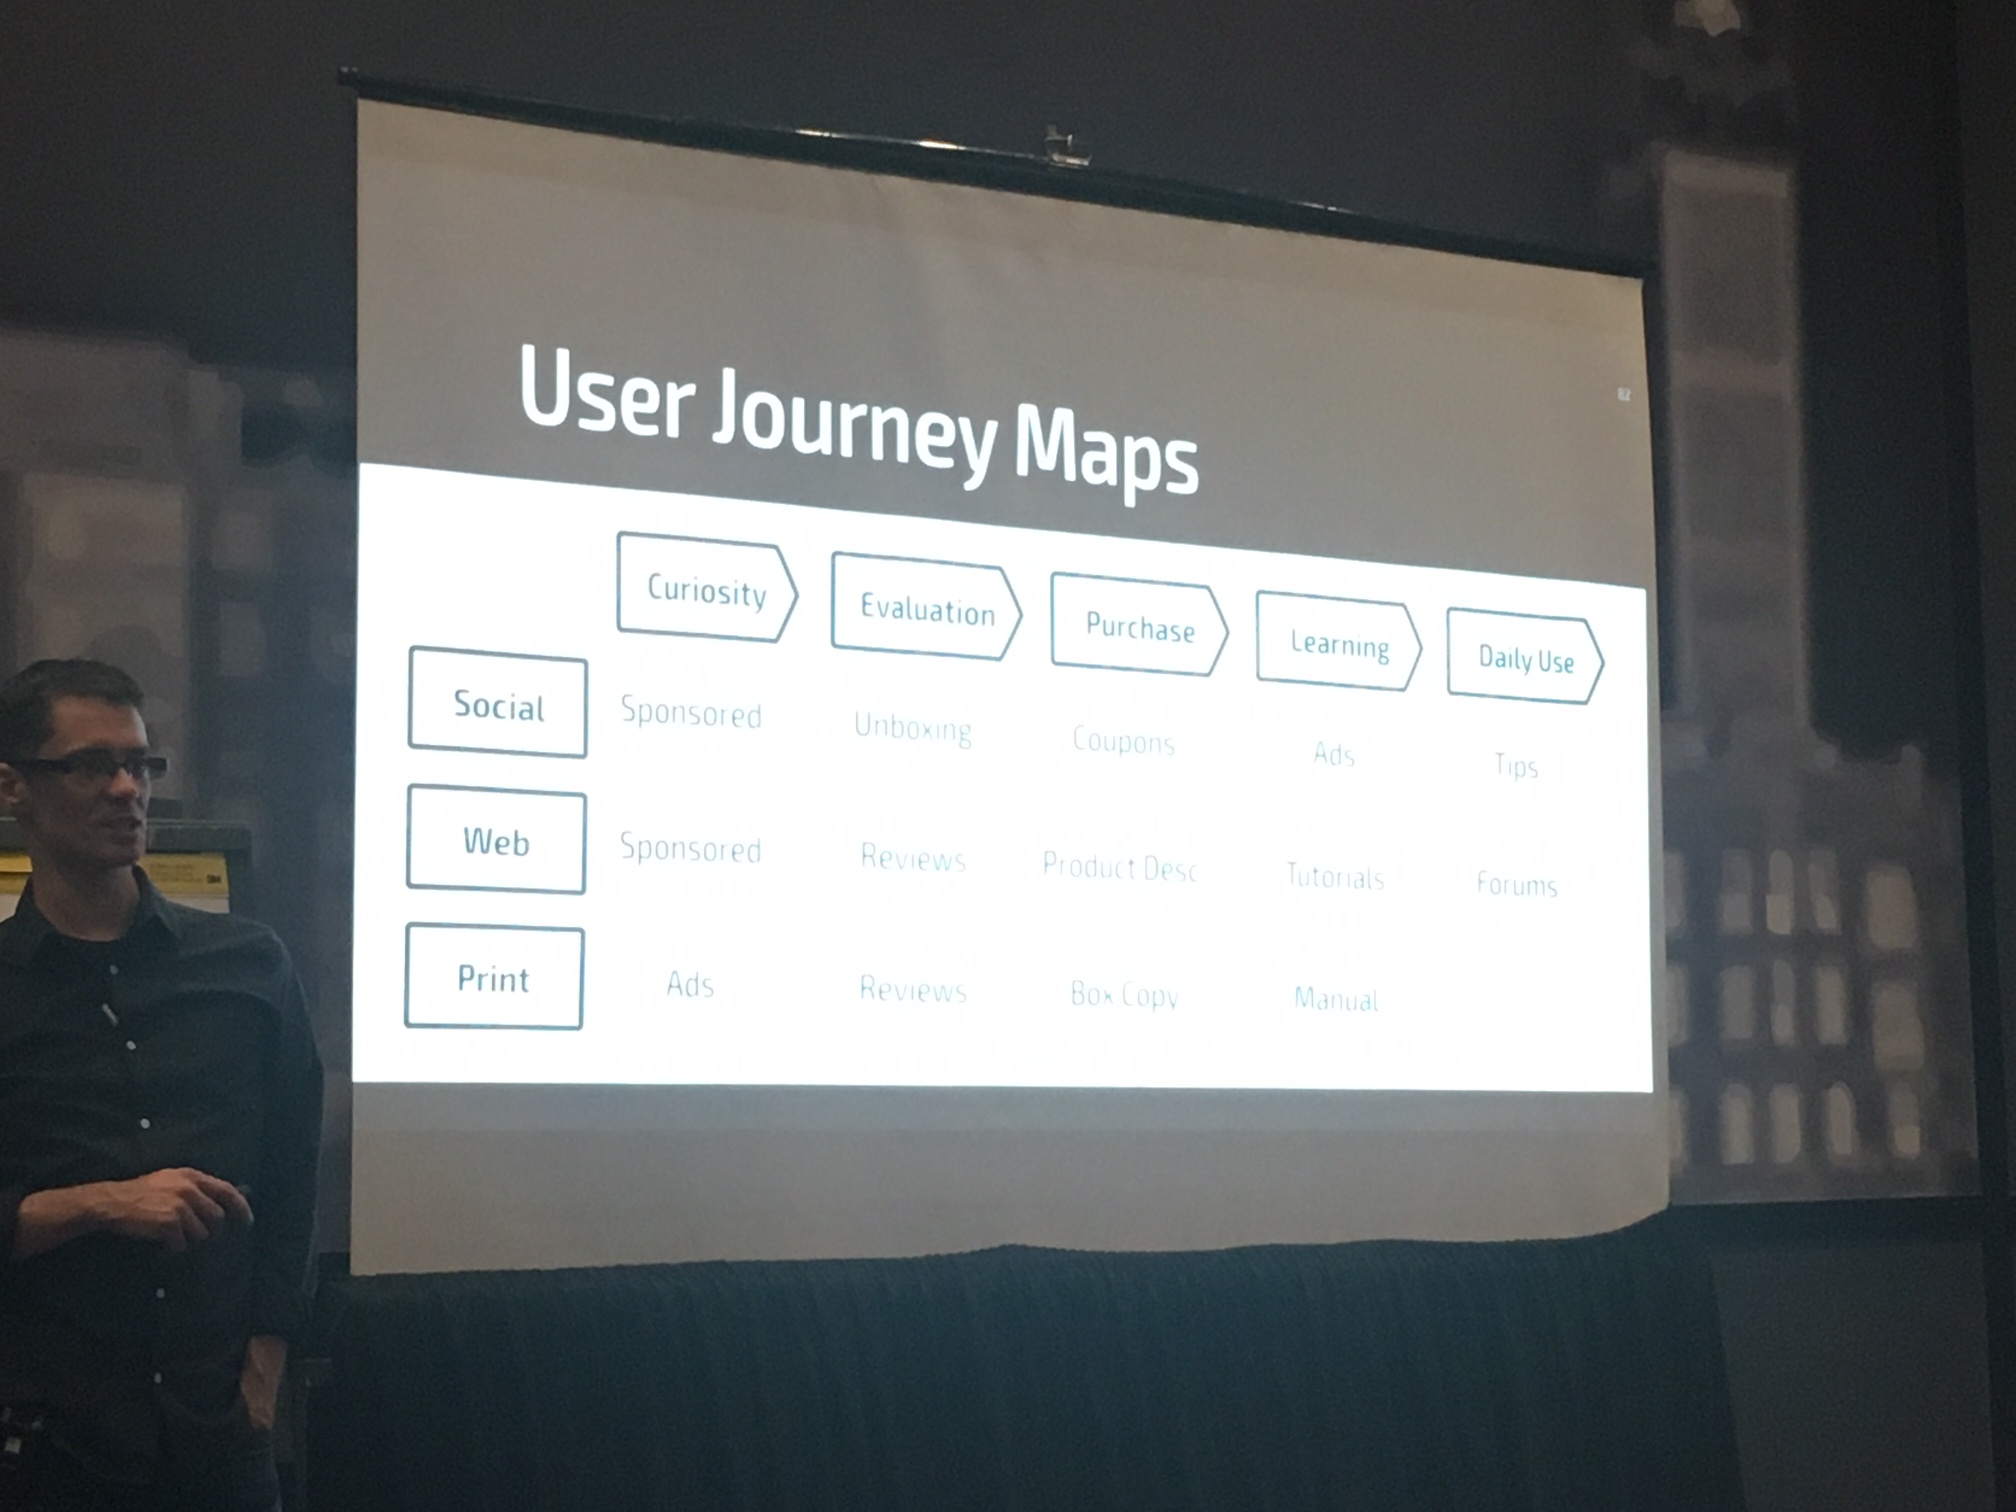 User Journey Maps
82
Curiosity Evaluation Purchase Learning Daily Use
Social Sponsored Unboxing Coupons Ads Tips
Web Sponsored Reviews Product Desc Tutorials Forums
Print Ads Reviews Box Copy Manual